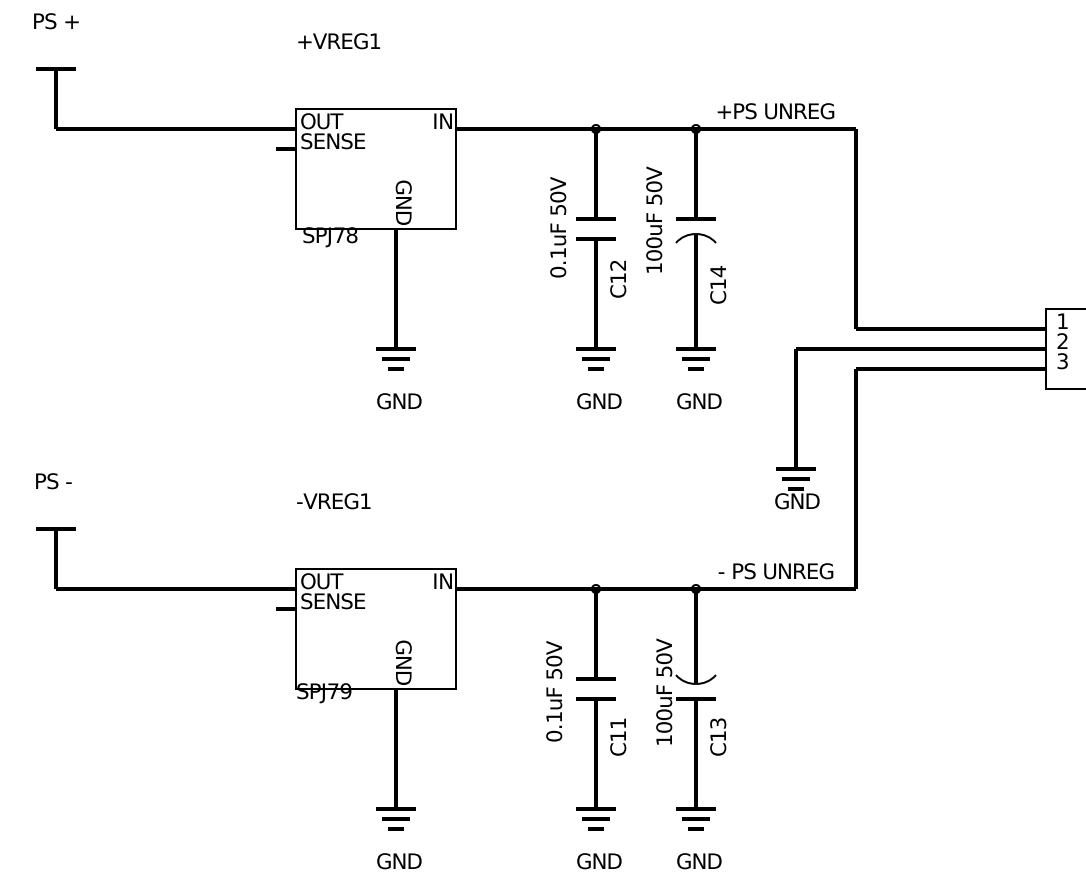 PS +
+VREG1
+PS UNREG
OUT
IN
SENSE
GND
SPJ78
0.1uF 50V
C12
100uF 50V
C14
1
2
3
GND
GND
GND
GND
PS -
-VREG1
- PS UNREG
OUT
IN
SENSE
GND
SPJ79
0.1uF 50V
C11
100uF 50V
C13
GND
GND
GND